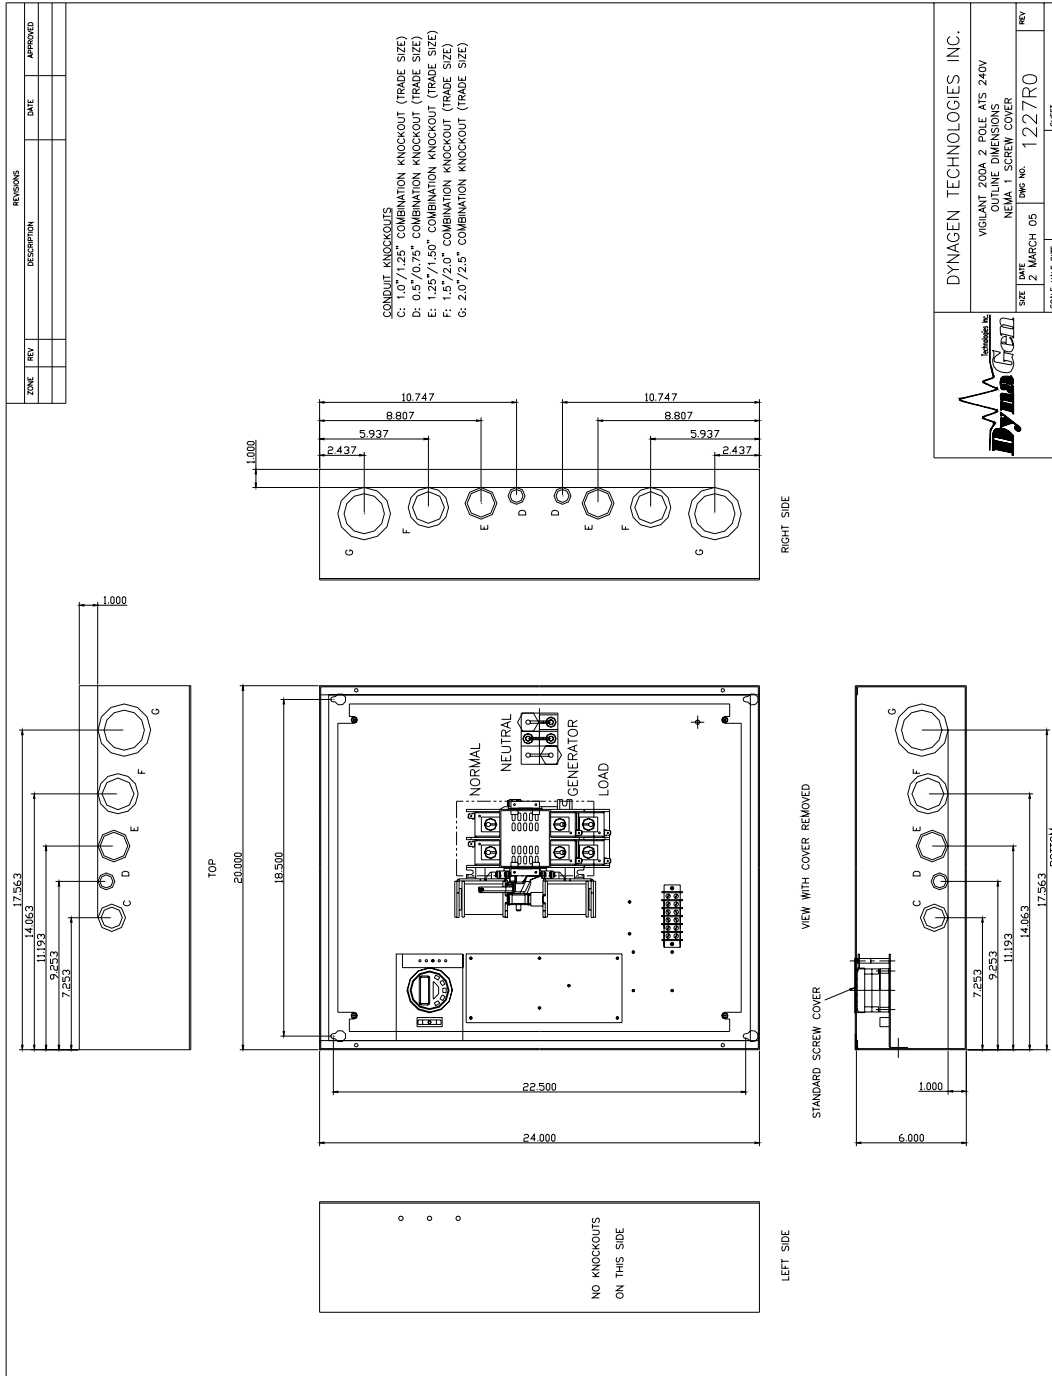 REVISIONS
ZONE REV DESCRIPTION DATE APPROVED
CONDUIT KNOCKOUTS
C: 1.0"/1.25" COMBINATION KNOCKOUT (TRADE SIZE)
D: 0.5"/0.75" COMBINATION KNOCKOUT (TRADE SIZE)
E: 1.25"/1.50" COMBINATION KNOCKOUT (TRADE SIZE)
F: 1.5"/2.0" COMBINATION KNOCKOUT (TRADE SIZE)
G: 2.0"/2.5" COMBINATION KNOCKOUT (TRADE SIZE)
DynaGen
Technologies Inc.
DYNAGEN TECHNOLOGIES INC.
VIGILANT 200A 2 POLE ATS 240V
OUTLINE DIMENSIONS
NEMA 1 SCREW COVER
SIZE
DATE
2 MARCH 05
DWG NO.
1227R0
REV
10.747
10.747
8.807
8.807
5.937
5.937
2.437
2.437
1.000
G
F
E
D
D
E
F
G
RIGHT SIDE
1.000
17.563
14.063
11.193
9.253
7.253
G
F
E
D
C
TOP
20.000
18.500
NORMAL
NEUTRAL
GENERATOR
LOAD
22.500
24.000
VIEW WITH COVER REMOVED
STANDARD SCREW COVER
G
F
E
D
C
7.253
9.253
11.193
14.063
17.563
BOTTOM
1.000
6.000
NO KNOCKOUTS
ON THIS SIDE
LEFT SIDE